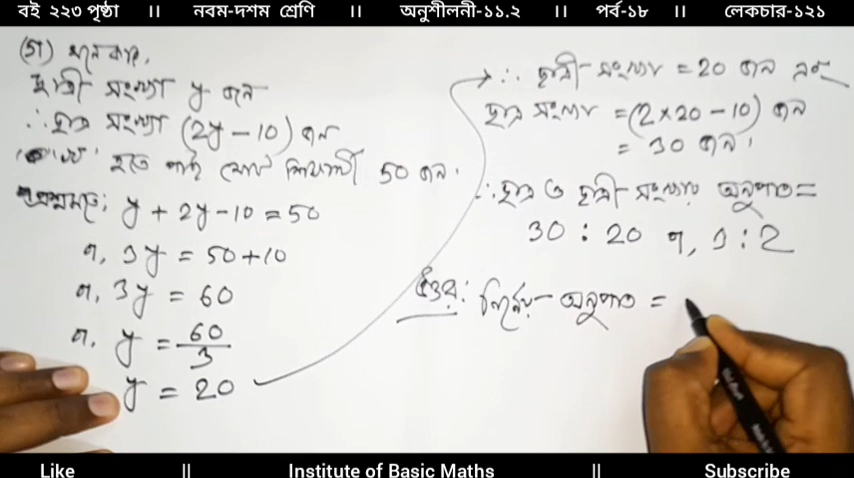 বই ২২৩ পৃষ্ঠা ।। নবম-দশম শ্রেণি ।। অনুশীলনী-১১.২ ।। পর্ব-১৮ ।। লেকচার-১২১
(গ) মনেকরি,
ছাত্রী সংখ্যা y জন
∴ ছাত্র সংখ্যা (2y - 10) জন
'খ' হতে পাই মোট শিক্ষার্থী 50 জন।
প্রশ্নমতে, y + 2y - 10 = 50
বা, 3y = 50 + 10
বা, 3y = 60
বা, y = 60/3
y = 20
∴ ছাত্রী সংখ্যা = 20 জন এবং
ছাত্র সংখ্যা = (2 × 20 - 10) জন
= 30 জন।
∴ ছাত্র ও ছাত্রী সংখ্যার অনুপাত =
30 : 20 বা, 3 : 2
উত্তর: নির্ণেয় অনুপাত =
Like || Institute of Basic Maths || Subscribe